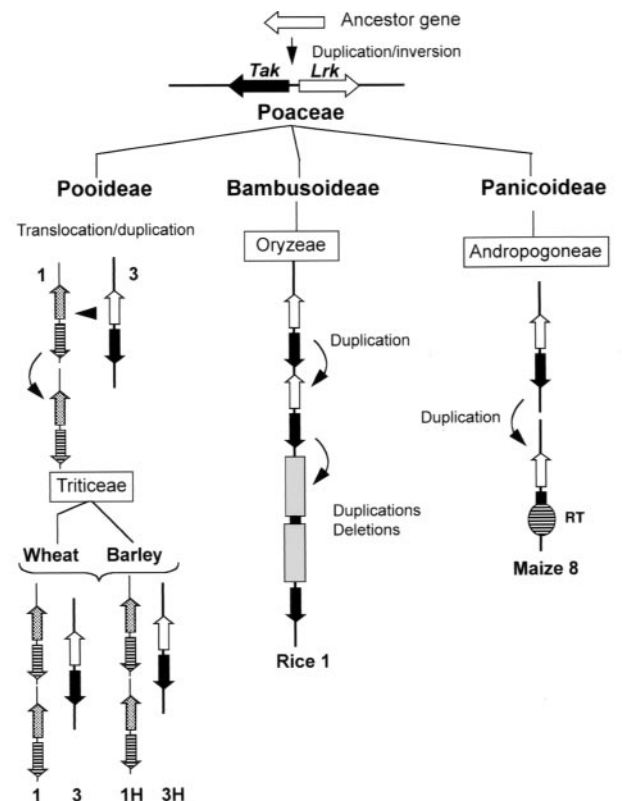 Ancestor gene
Duplication/inversion
Tak Lrk
Poaceae
Pooideae Bambusoideae Panicoideae
Translocation/duplication
Oryzeae
Andropogoneae
1 3
Duplication
Duplication
Triticeae
Duplications
Deletions
RT
Wheat Barley
Maize 8
Rice 1
1 3 1H 3H